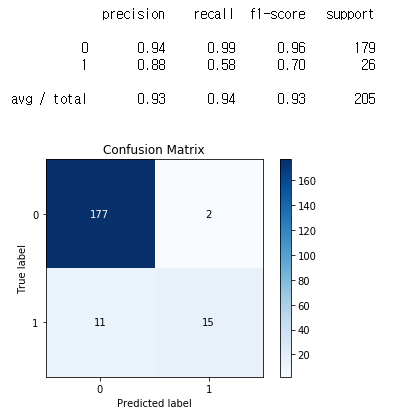 precision recall f1-score support
0 0.94 0.99 0.96 179
1 0.88 0.58 0.70 26
avg / total 0.93 0.94 0.93 205
Confusion Matrix
True label
0
1
177 2
11 15
0 1
Predicted label
160
140
120
100
80
60
40
20